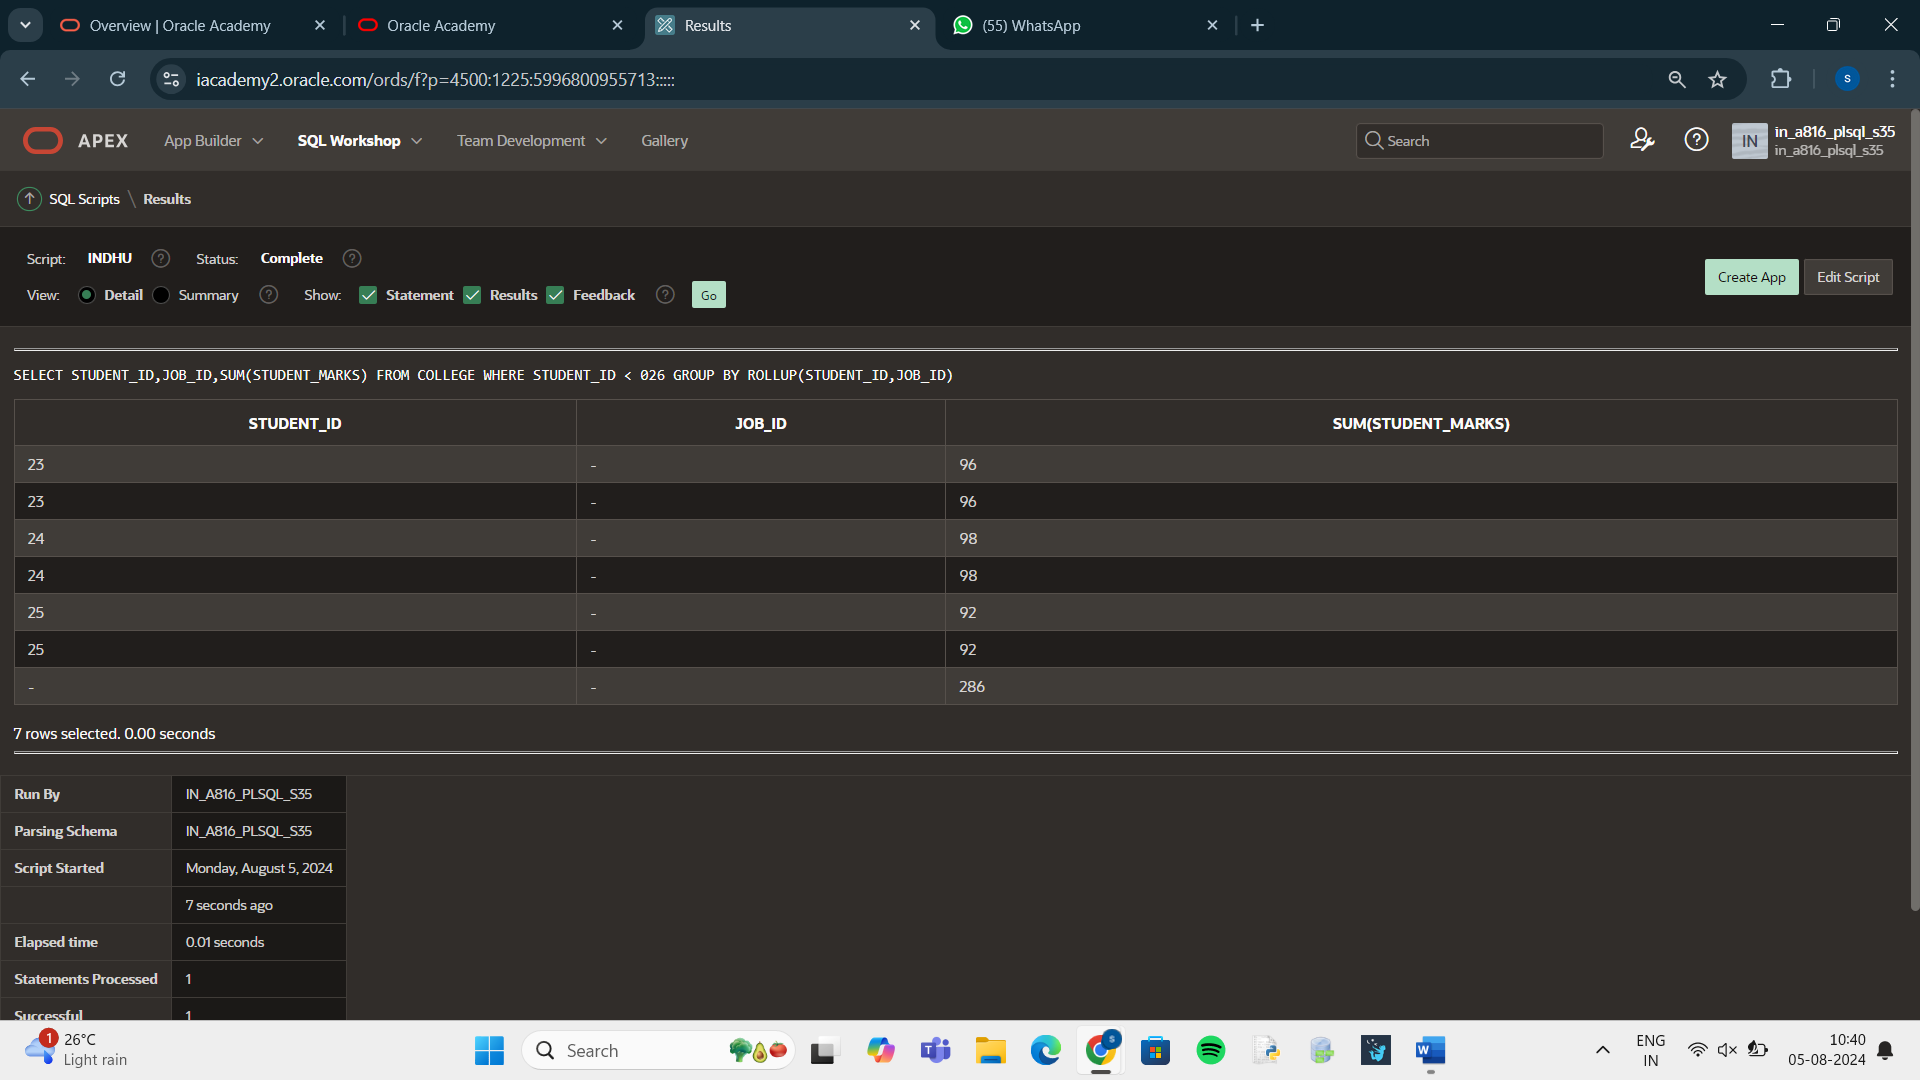 Overview | Oracle Academy
Oracle Academy
Results
(55) WhatsApp
iacademy2.oracle.com/ords/f?p=4500:1225:5996800955713:::::
S
APEX
App Builder
SQL Workshop
Team Development
Gallery
Search
IN
in_a816_plsql_s35
in_a816_plsql_s35
SQL Scripts \ Results
Script: INDHU ? Status: Complete ?
View: Detail Summary ? Show: Statement Results Feedback ? Go
Create App Edit Script
SELECT STUDENT_ID,JOB_ID,SUM(STUDENT_MARKS) FROM COLLEGE WHERE STUDENT_ID < 026 GROUP BY ROLLUP(STUDENT_ID,JOB_ID)
STUDENT_ID JOB_ID SUM(STUDENT_MARKS)
23 - 96
23 - 96
24 - 98
24 - 98
25 - 92
25 - 92
- - 286
7 rows selected. 0.00 seconds
Run By IN_A816_PLSQL_S35
Parsing Schema IN_A816_PLSQL_S35
Script Started Monday, August 5, 2024
7 seconds ago
Elapsed time 0.01 seconds
Statements Processed 1
Successful 1
1
26°C
Light rain
Search
S
W
ENG
IN
10:40
05-08-2024